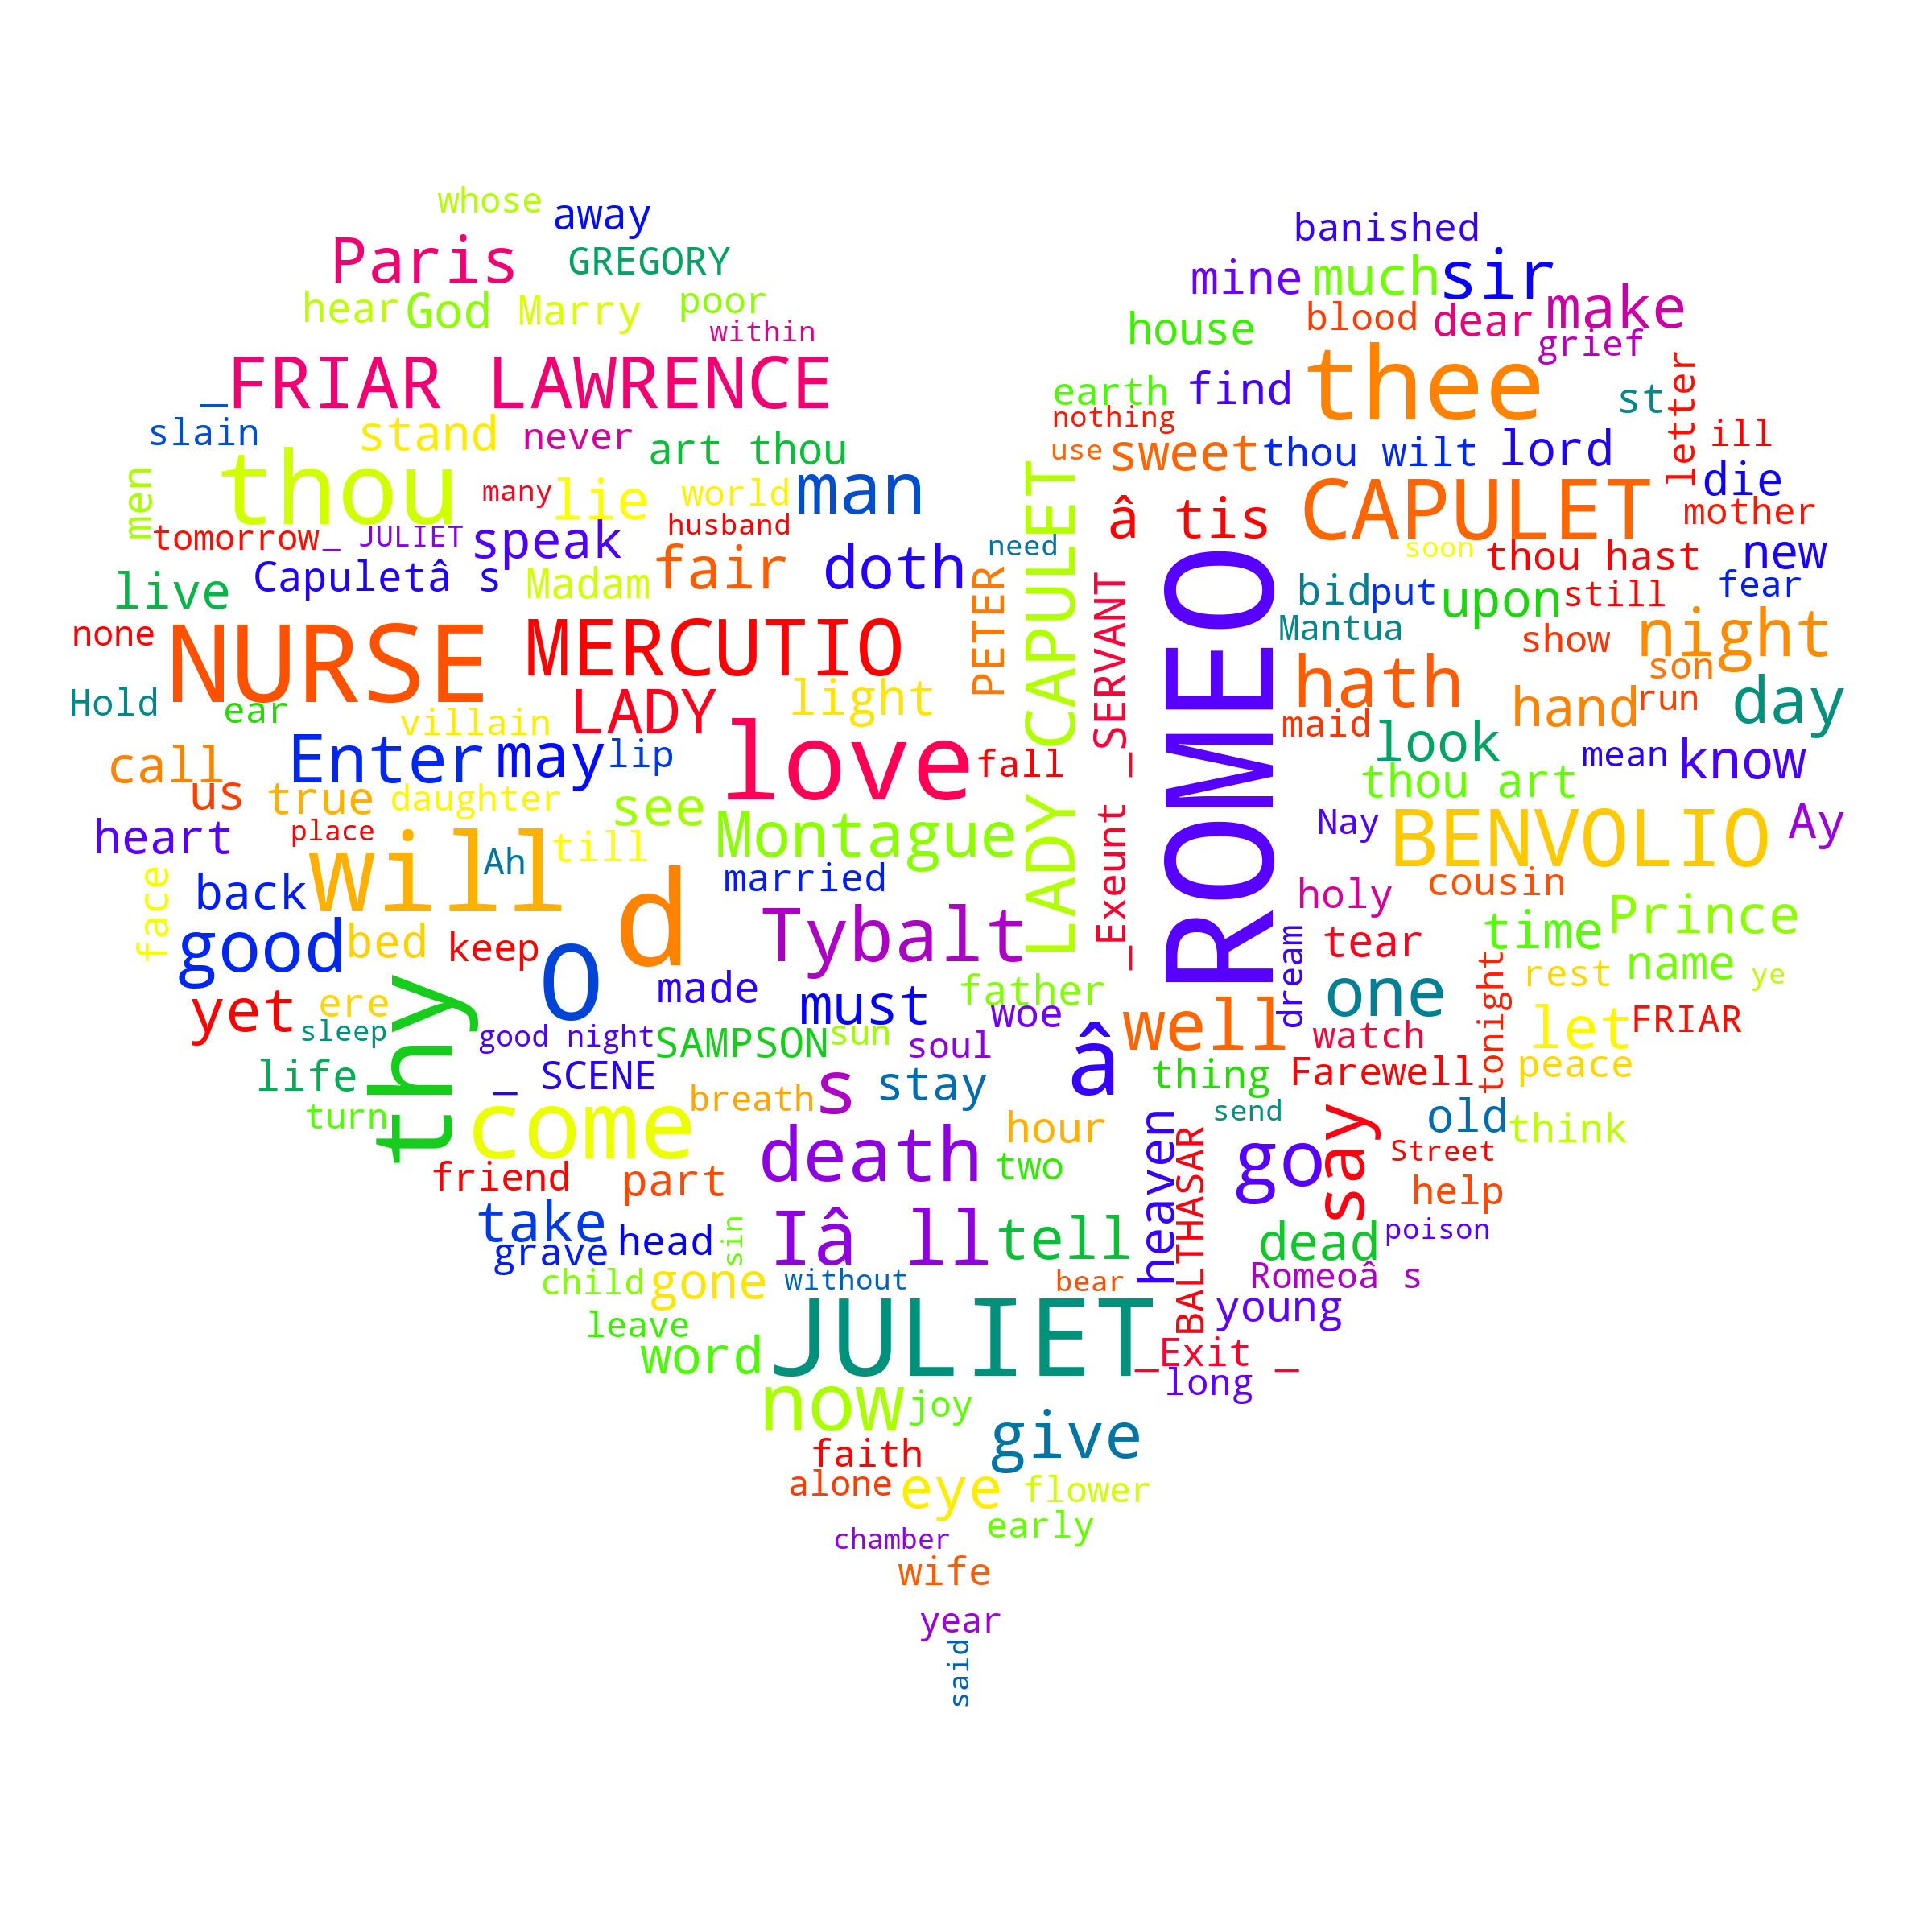 whose
away
banished
Paris
GREGORY
mine
much
sir
hear
God
Marry
poor
make
within
house
blood
dear
grief
_FRIAR LAWRENCE
thee
letter
earth
find
st
nothing
slain
stand
never
art thou
use
sweet
thou wilt
lord
ill
men
thou
many
lie
world
man
LADY CAPULET
â tis
CAPULET
die
mother
tomorrow
_ JULIET
speak
husband
need
soon
thou hast
new
live
Capuletâ s
Madam
fair
doth
PETER
_Exeunt _SERVANT
ROMEO
bid
put
upon
still
fear
none
NURSE
MERCUTIO
Mantua
show
night
son
Hold
ear
villain
LADY
light
hath
maid
hand
run
day
call
Enter
may
lip
love
fall
look
mean
know
us
true
daughter
see
thou art
heart
place
will
Ah
till
Montague
Nay
BENVOLIO
Ay
face
back
d
married
holy
cousin
good
bed
keep
O
Tybalt
dream
tear
time
Prince
thy
made
father
one
tonight
rest
name
ye
yet
ere
must
woe
well
sleep
good night
SAMPSON
sun
soul
â
watch
let
FRIAR
life
_ SCENE
s
stay
thing
Farewell
peace
turn
come
breath
hour
heaven
send
say
old
think
death
two
BALTHASAR
go
Street
friend
part
help
take
grave
head
sin
Iâ ll
tell
dead
poison
child
gone
without
bear
Romeoâ s
leave
JULIET
young
word
_Exit _
long
now
joy
give
faith
alone
eye
flower
early
chamber
wife
year
said